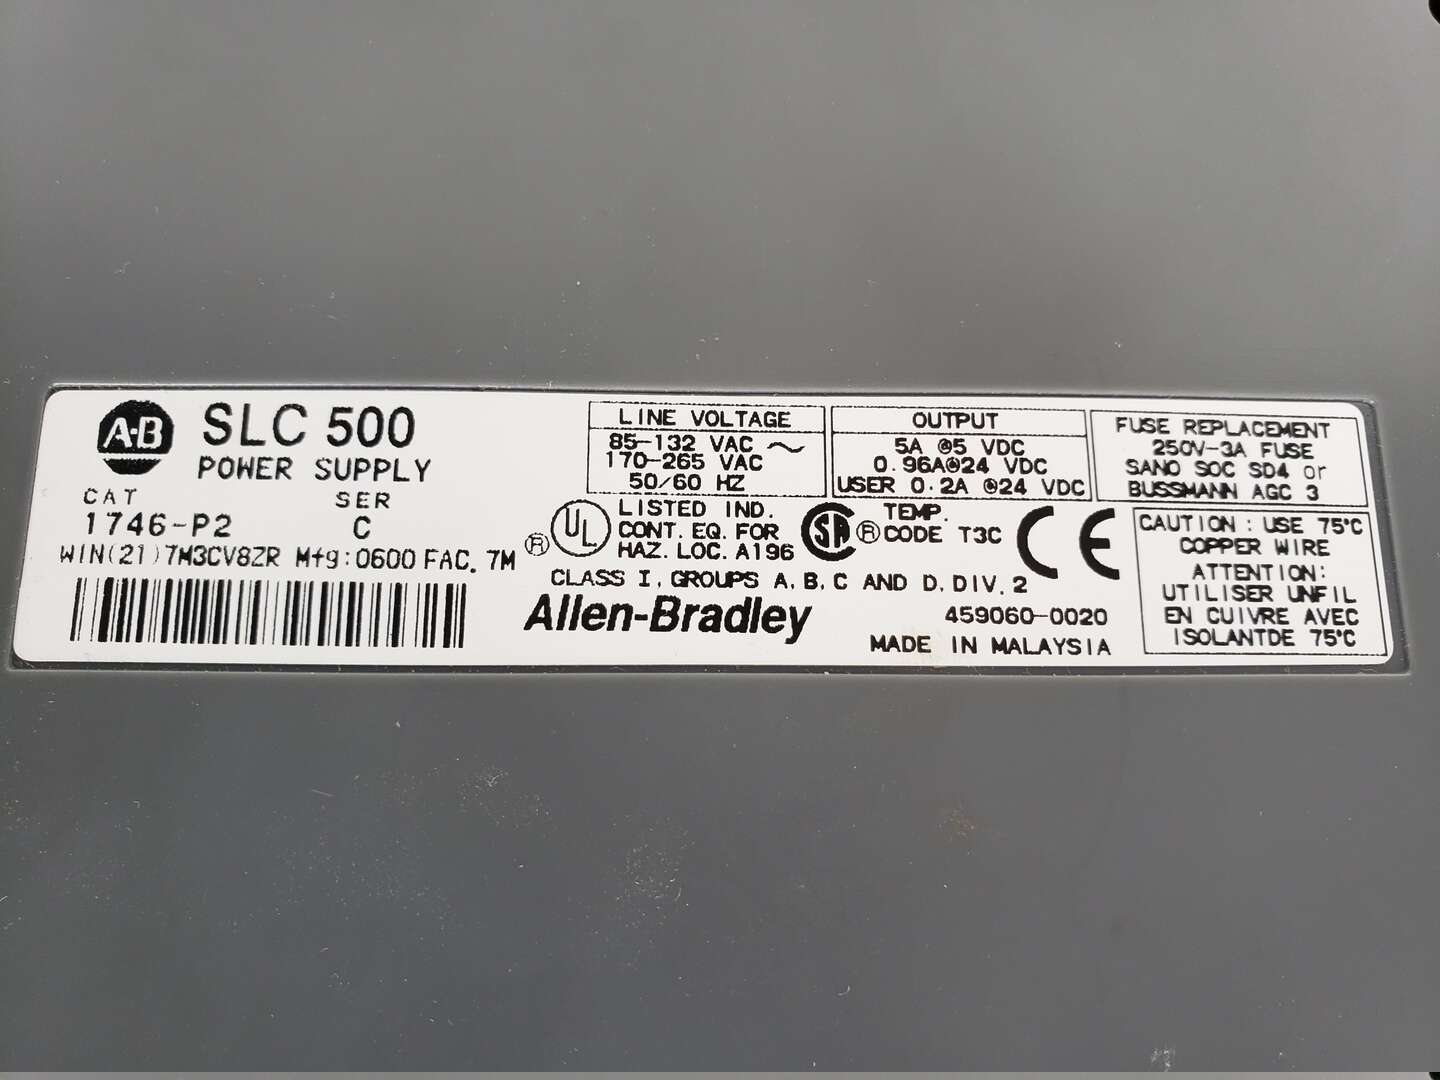 A-B
SLC 500
POWER SUPPLY
CAT SER
1746-P2 C
WIN(21)7M3CV8ZR Mfg:0600 FAC. 7M
LINE VOLTAGE
85-132 VAC ~
170-265 VAC
50/60 HZ
OUTPUT
5A @5 VDC
0.96A@24 VDC
USER 0.2A @24 VDC
FUSE REPLACEMENT
250V-3A FUSE
SANO SOC SD4 or
BUSSMANN AGC 3
® UL
LISTED IND.
CONT. EQ. FOR
HAZ. LOC. A196
SA ®
TEMP.
CODE T3C
CE
CLASS I, GROUPS A, B, C AND D, DIV. 2
Allen-Bradley
459060-0020
MADE IN MALAYSIA
CAUTION : USE 75°C
COPPER WIRE
ATTENTION:
UTILISER UNFIL
EN CUIVRE AVEC
ISOLANTDE 75°C